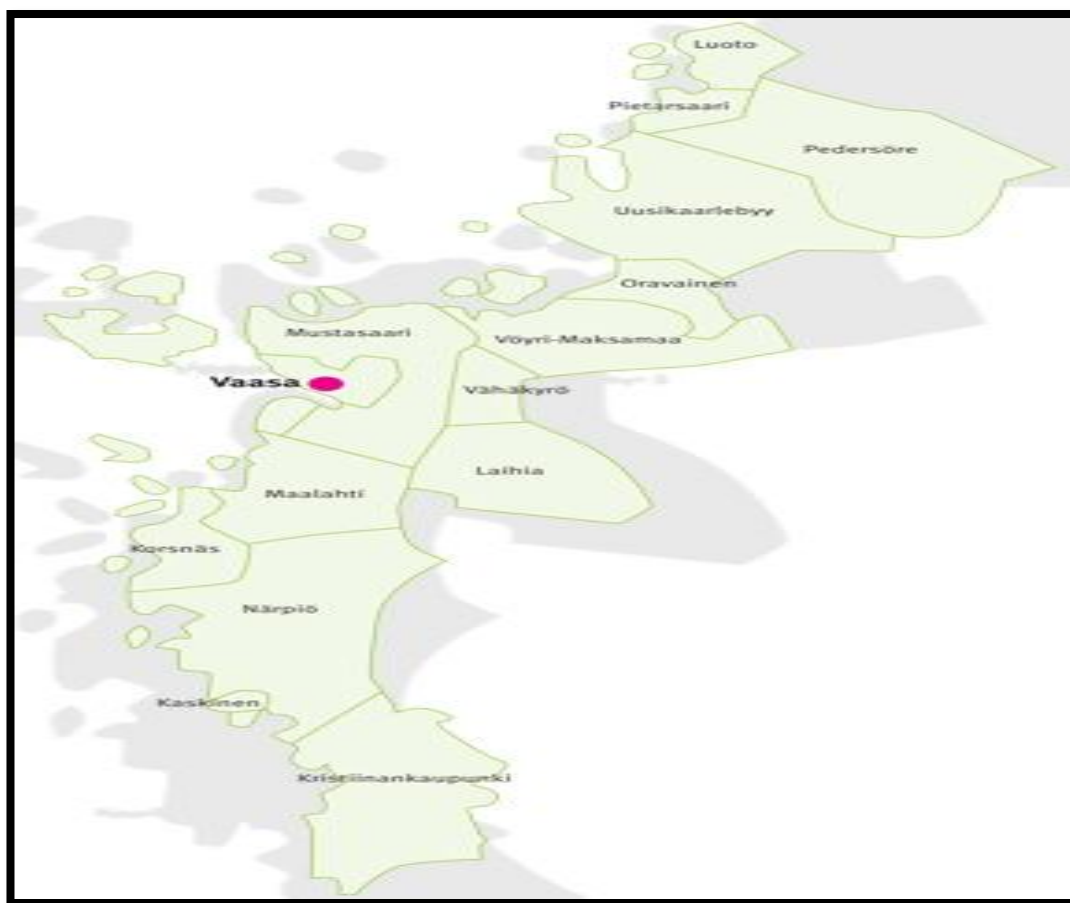 Luoto
Pietarsaari
Pedersöre
Uusikaarlebyy
Oravainen
Mustasaari
Vöyri-Maksamaa
Vaasa
Vähäkyrö
Laihia
Maalahti
Korsnäs
Närpiö
Kaskinen
Kristiinankaupunki